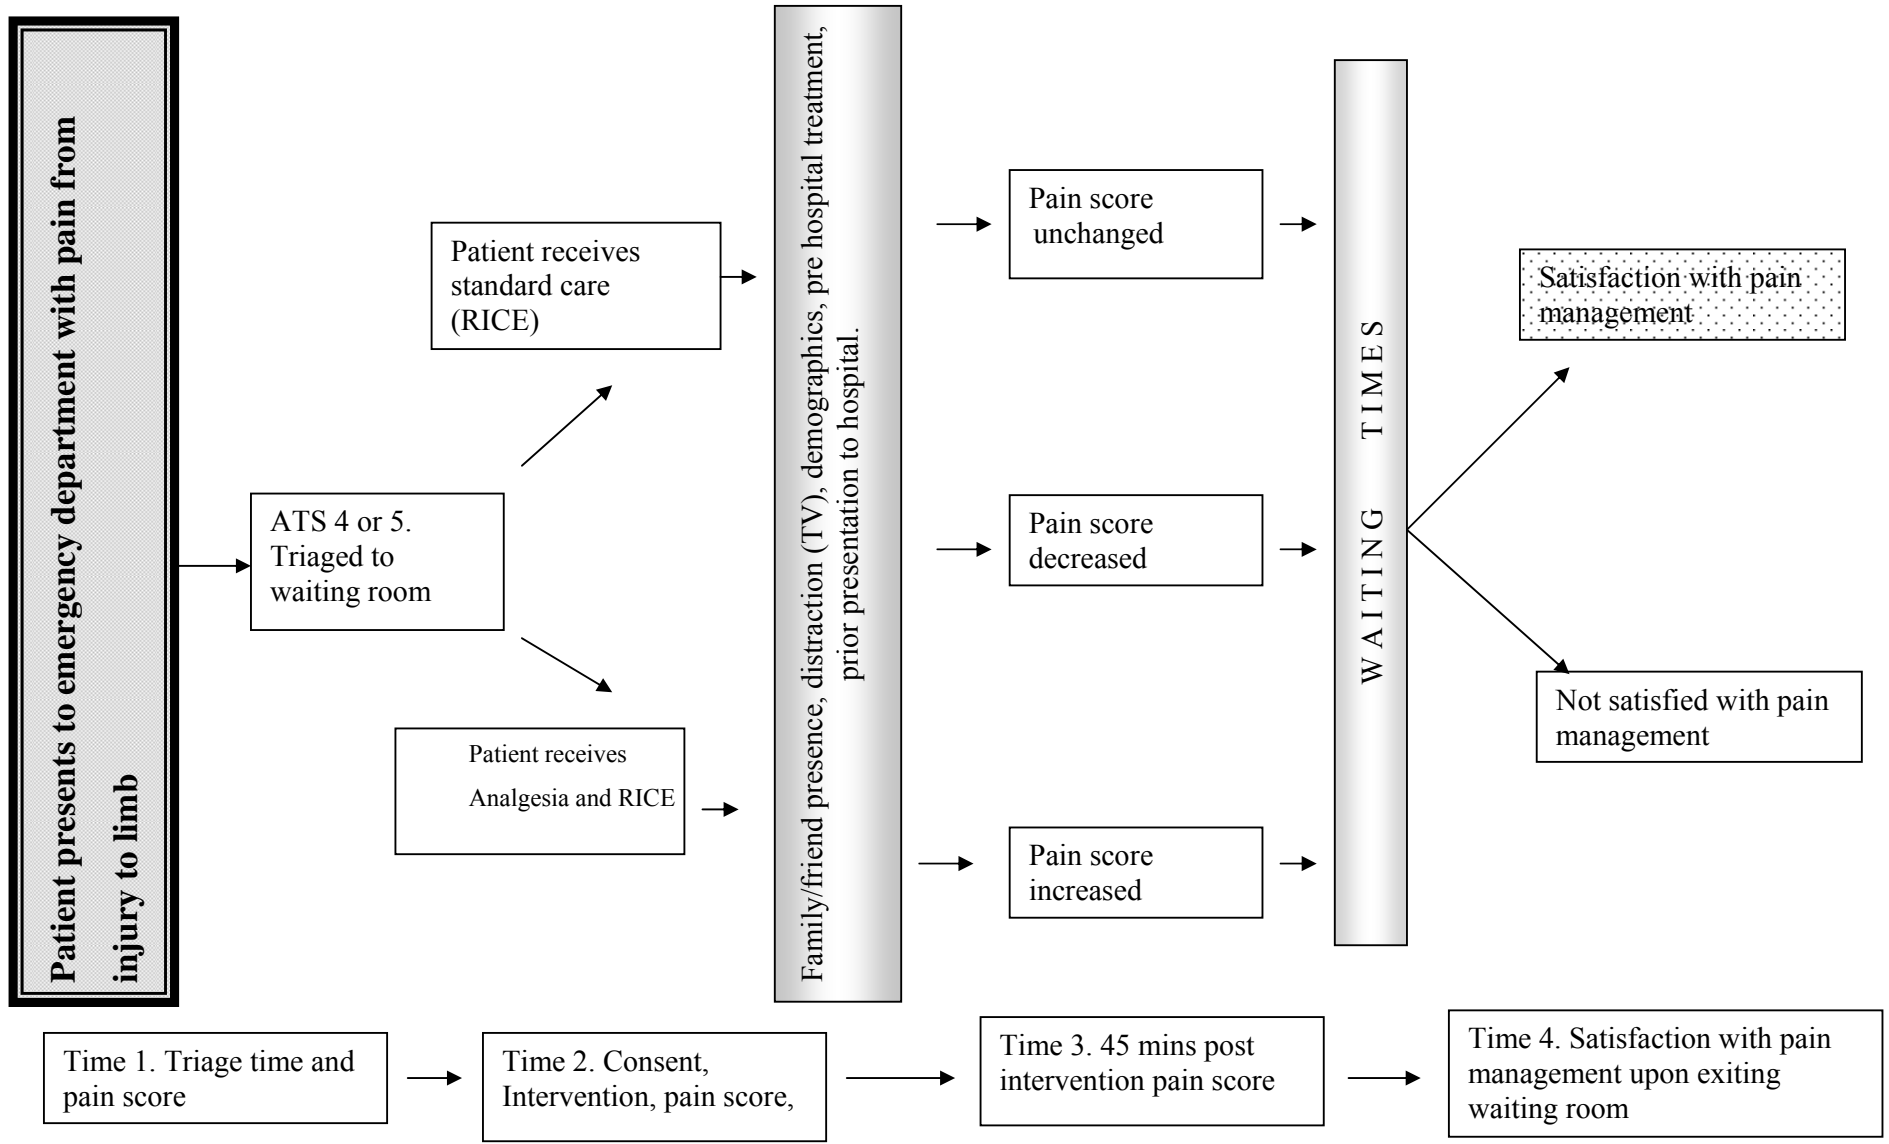 Patient presents to emergency department with pain from
injury to limb
ATS 4 or 5.
Triaged to
waiting room
Patient receives
standard care
(RICE)
Patient receives
Analgesia and RICE
Family/friend presence, distraction (TV), demographics, pre hospital treatment,
prior presentation to hospital.
Pain score
unchanged
Pain score
decreased
Pain score
increased
WAITING TIMES
Satisfaction with pain
management
Not satisfied with pain
management
Time 1. Triage time and
pain score
Time 2. Consent,
Intervention, pain score,
Time 3. 45 mins post
intervention pain score
Time 4. Satisfaction with pain
management upon exiting
waiting room